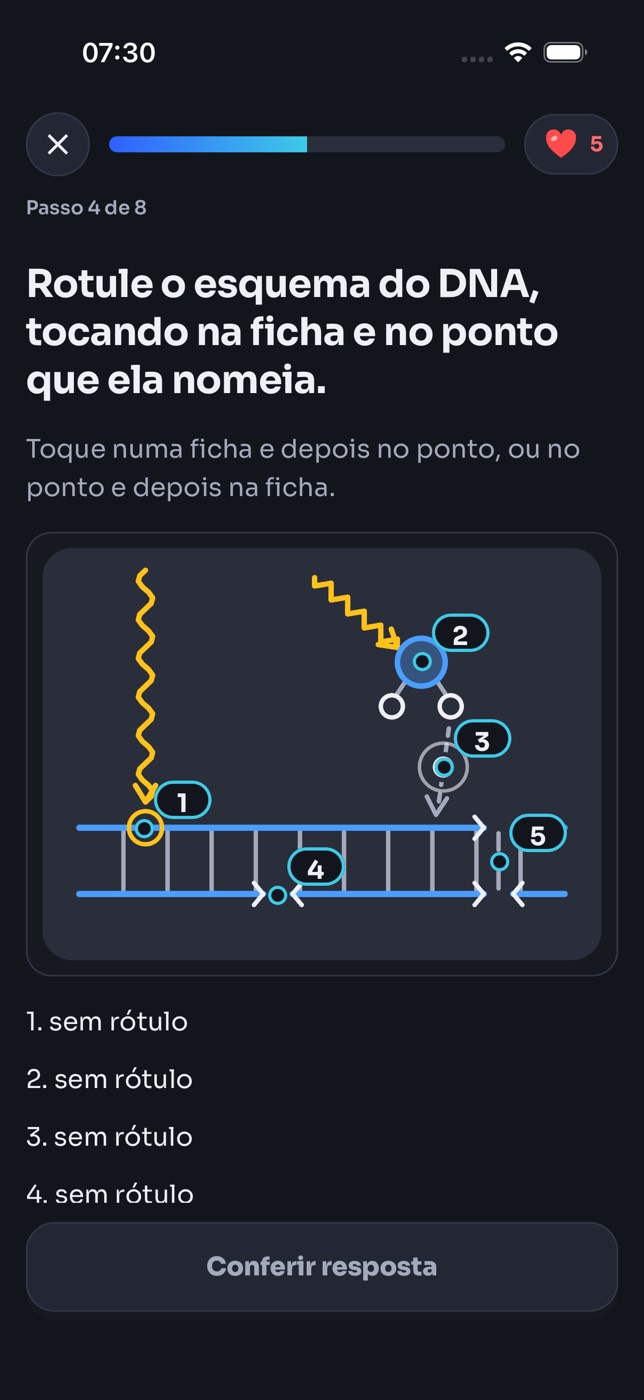 07:30
5
Passo 4 de 8
Rotule o esquema do DNA,
tocando na ficha e no ponto
que ela nomeia.
Toque numa ficha e depois no ponto, ou no
ponto e depois na ficha.
2
3
1
5
4
1. sem rótulo
2. sem rótulo
3. sem rótulo
4. sem rótulo
Conferir resposta